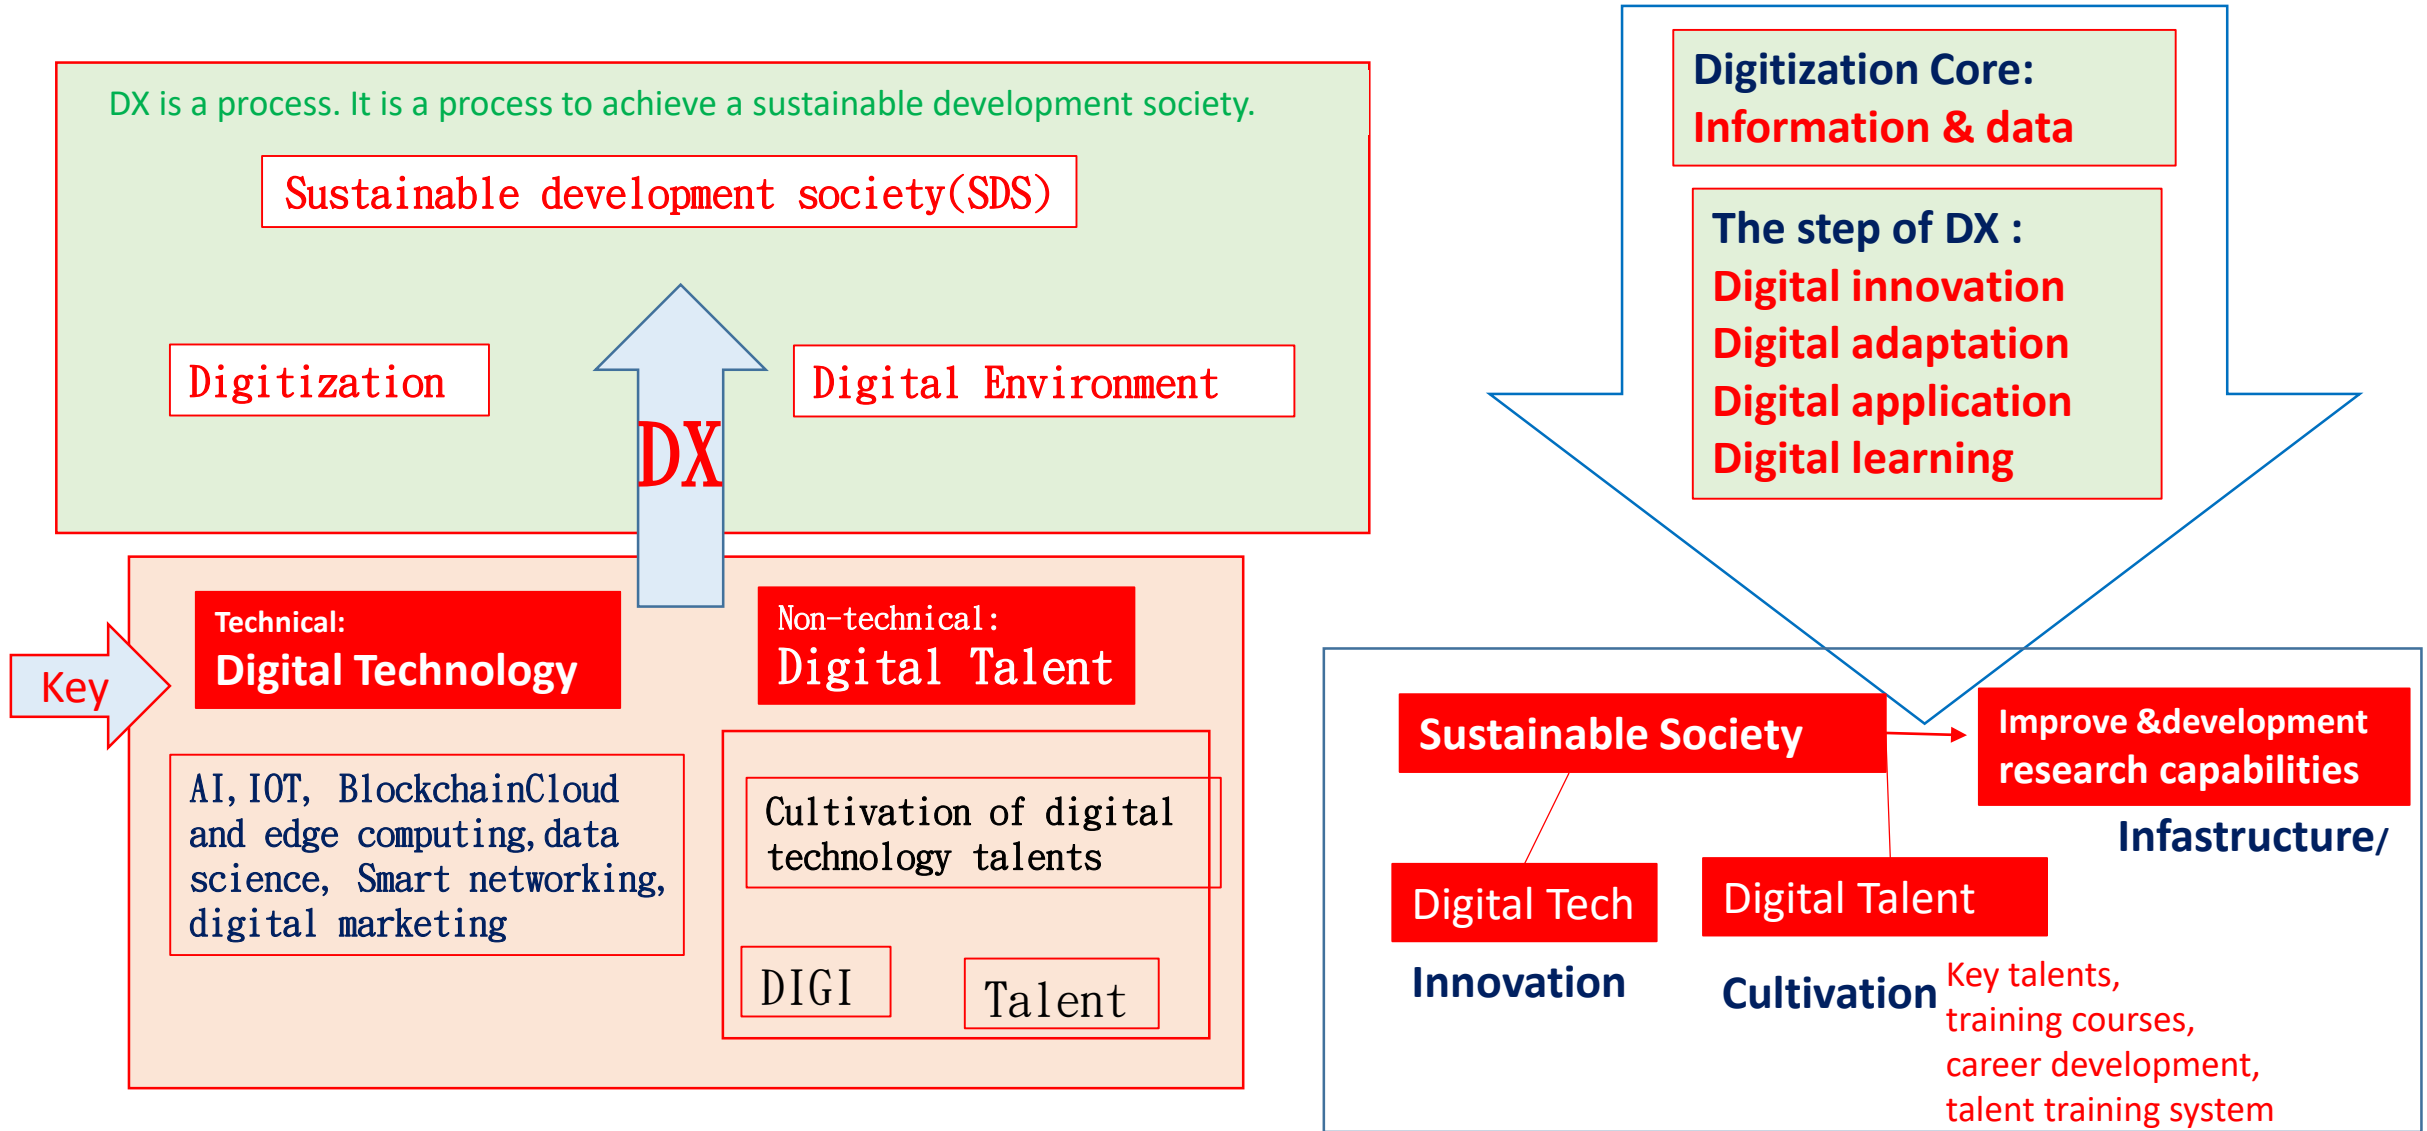 DX is a process. It is a process to achieve a sustainable development society.
Sustainable development society(SDS)
Digitization
Digital Environment
DX
Key
Technical:
Digital Technology
Non-technical:
Digital Talent
AI,IOT, BlockchainCloud
and edge computing,data
science, Smart networking,
digital marketing
Cultivation of digital
technology talents
DIGI
Talent
Digitization Core:
Information & data
The step of DX :
Digital innovation
Digital adaptation
Digital application
Digital learning
Sustainable Society
Improve &development
research capabilities
Infastructure/
Digital Tech
Digital Talent
Innovation
Cultivation
Key talents,
training courses,
career development,
talent training system